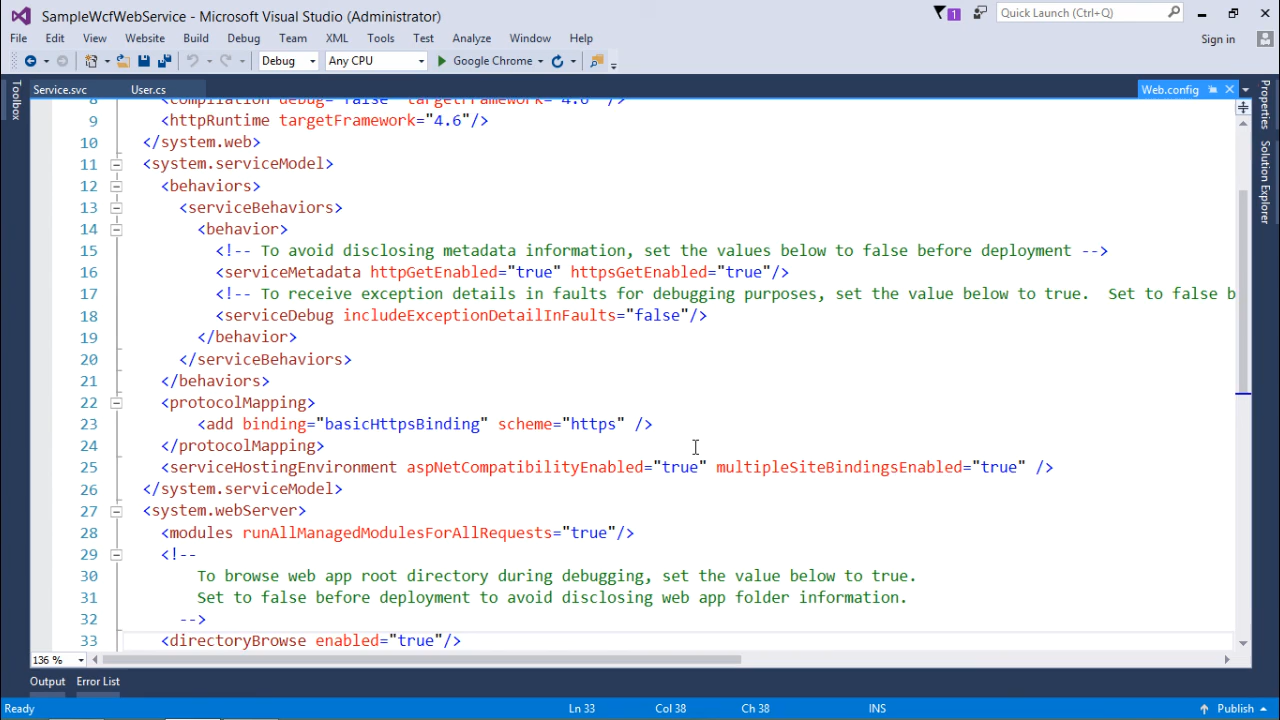 SampleWcfWebService - Microsoft Visual Studio (Administrator)
1
Quick Launch (Ctrl+Q)
File Edit View Website Build Debug Team XML Tools Test Analyze Window Help
Sign in
Debug Any CPU Google Chrome
Toolbox
Service.svc User.cs Web.config
Properties
Solution Explorer
8 <compilation debug="false" targetFramework="4.6" />
9 <httpRuntime targetFramework="4.6"/>
10 </system.web>
11 <system.serviceModel>
12 <behaviors>
13 <serviceBehaviors>
14 <behavior>
15 <!-- To avoid disclosing metadata information, set the values below to false before deployment -->
16 <serviceMetadata httpGetEnabled="true" httpsGetEnabled="true"/>
17 <!-- To receive exception details in faults for debugging purposes, set the value below to true.  Set to false b
18 <serviceDebug includeExceptionDetailInFaults="false"/>
19 </behavior>
20 </serviceBehaviors>
21 </behaviors>
22 <protocolMapping>
23 <add binding="basicHttpsBinding" scheme="https" />
24 </protocolMapping>
25 <serviceHostingEnvironment aspNetCompatibilityEnabled="true" multipleSiteBindingsEnabled="true" />
26 </system.serviceModel>
27 <system.webServer>
28 <modules runAllManagedModulesForAllRequests="true"/>
29 <!--
30 To browse web app root directory during debugging, set the value below to true.
31 Set to false before deployment to avoid disclosing web app folder information.
32 -->
33 <directoryBrowse enabled="true"/>
136 %
Output Error List
Ready Ln 33 Col 38 Ch 38 INS Publish